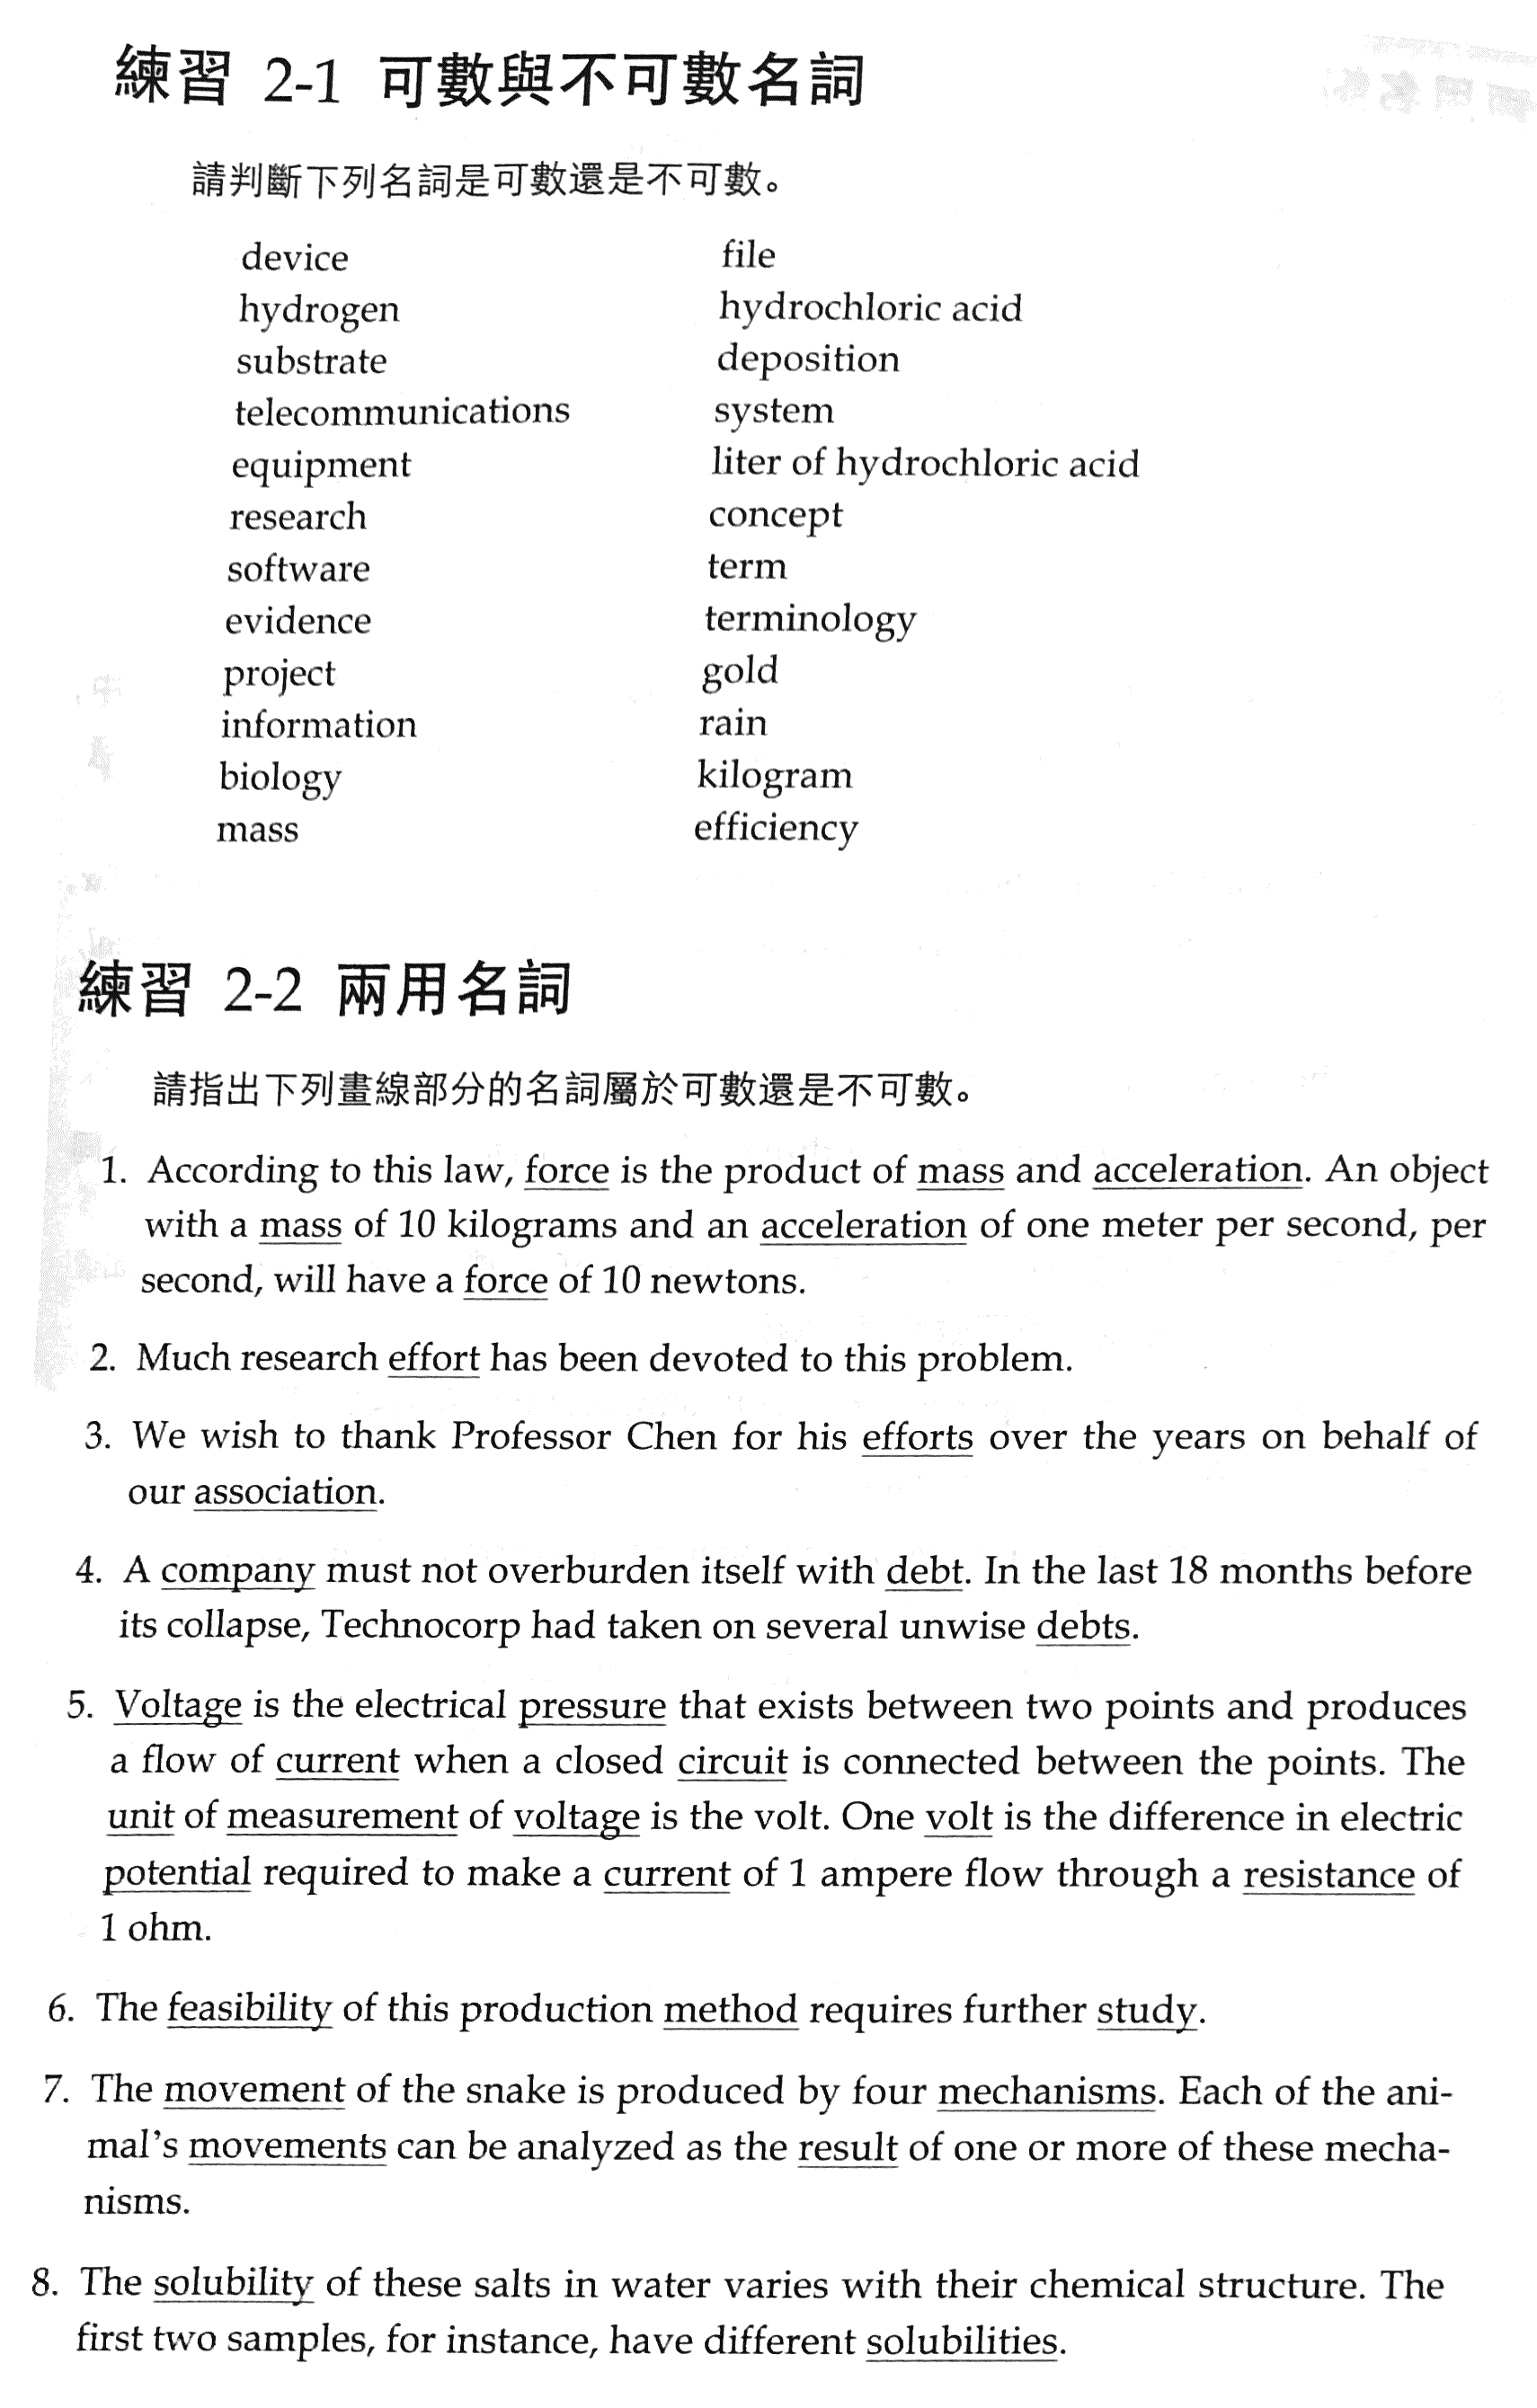 練習 2-1 可數與不可數名詞
請判斷下列名詞是可數還是不可數。
device
hydrogen
substrate
telecommunications
equipment
research
software
evidence
project
information
biology
mass
file
hydrochloric acid
deposition
system
liter of hydrochloric acid
concept
term
terminology
gold
rain
kilogram
efficiency
練習 2-2 兩用名詞
請指出下列畫線部分的名詞屬於可數還是不可數。
1. According to this law, force is the product of mass and acceleration. An object
with a mass of 10 kilograms and an acceleration of one meter per second, per
second, will have a force of 10 newtons.
2. Much research effort has been devoted to this problem.
3. We wish to thank Professor Chen for his efforts over the years on behalf of
our association.
4. A company must not overburden itself with debt. In the last 18 months before
its collapse, Technocorp had taken on several unwise debts.
5. Voltage is the electrical pressure that exists between two points and produces
a flow of current when a closed circuit is connected between the points. The
unit of measurement of voltage is the volt. One volt is the difference in electric
potential required to make a current of 1 ampere flow through a resistance of
1 ohm.
6. The feasibility of this production method requires further study.
7. The movement of the snake is produced by four mechanisms. Each of the ani-
mal's movements can be analyzed as the result of one or more of these mecha-
nisms.
8. The solubility of these salts in water varies with their chemical structure. The
first two samples, for instance, have different solubilities.